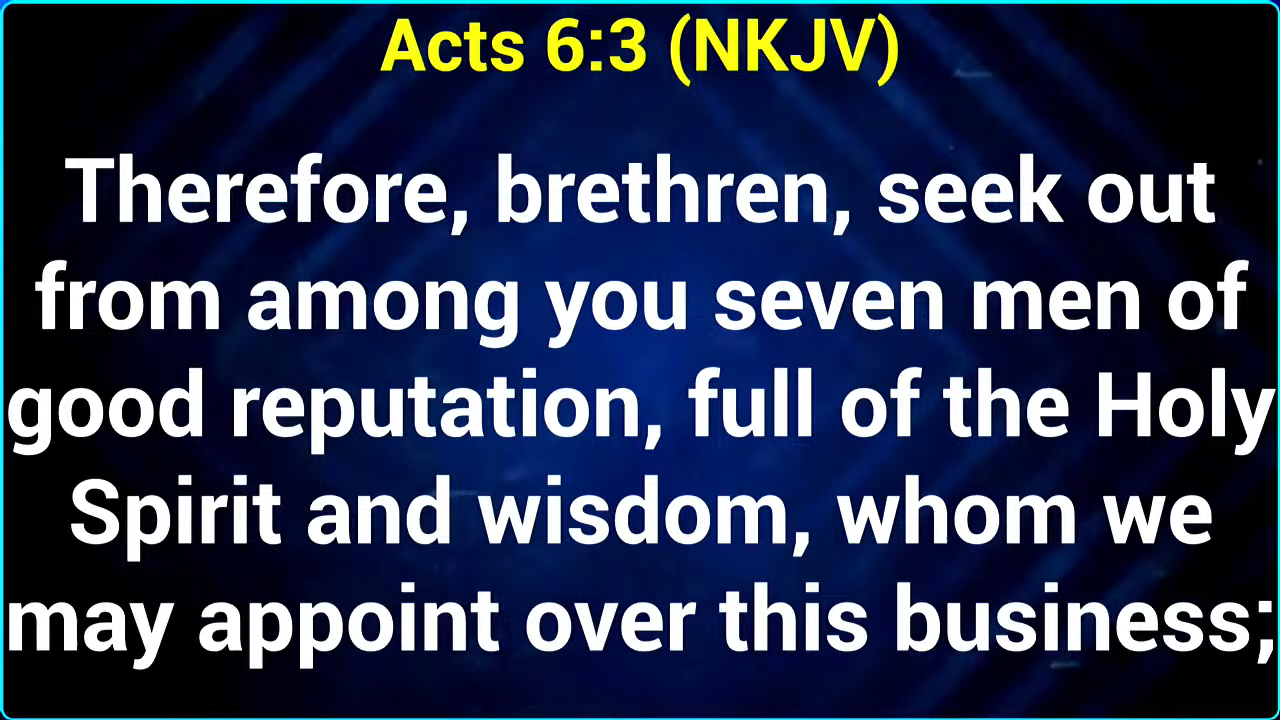 Acts 6:3 (NKJV)
Therefore, brethren, seek out
from among you seven men of
good reputation, full of the Holy
Spirit and wisdom, whom we
may appoint over this business;